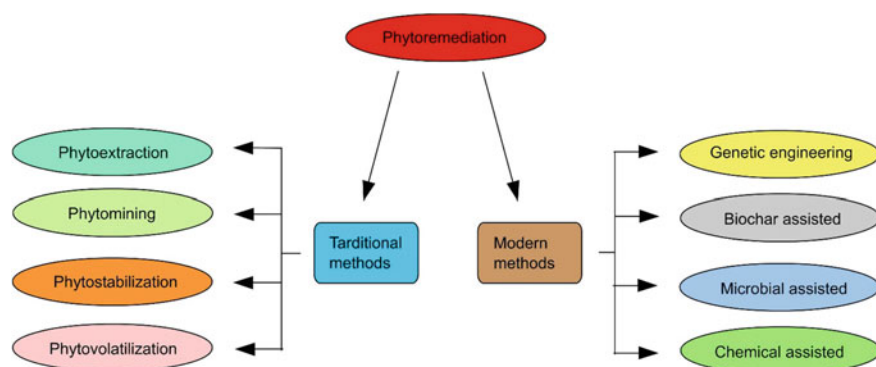 Phytoremediation
Phytoextraction
Phytomining
Phytostabilization
Phytovolatilization
Tarditional
methods
Modern
methods
Genetic engineering
Biochar assisted
Microbial assisted
Chemical assisted